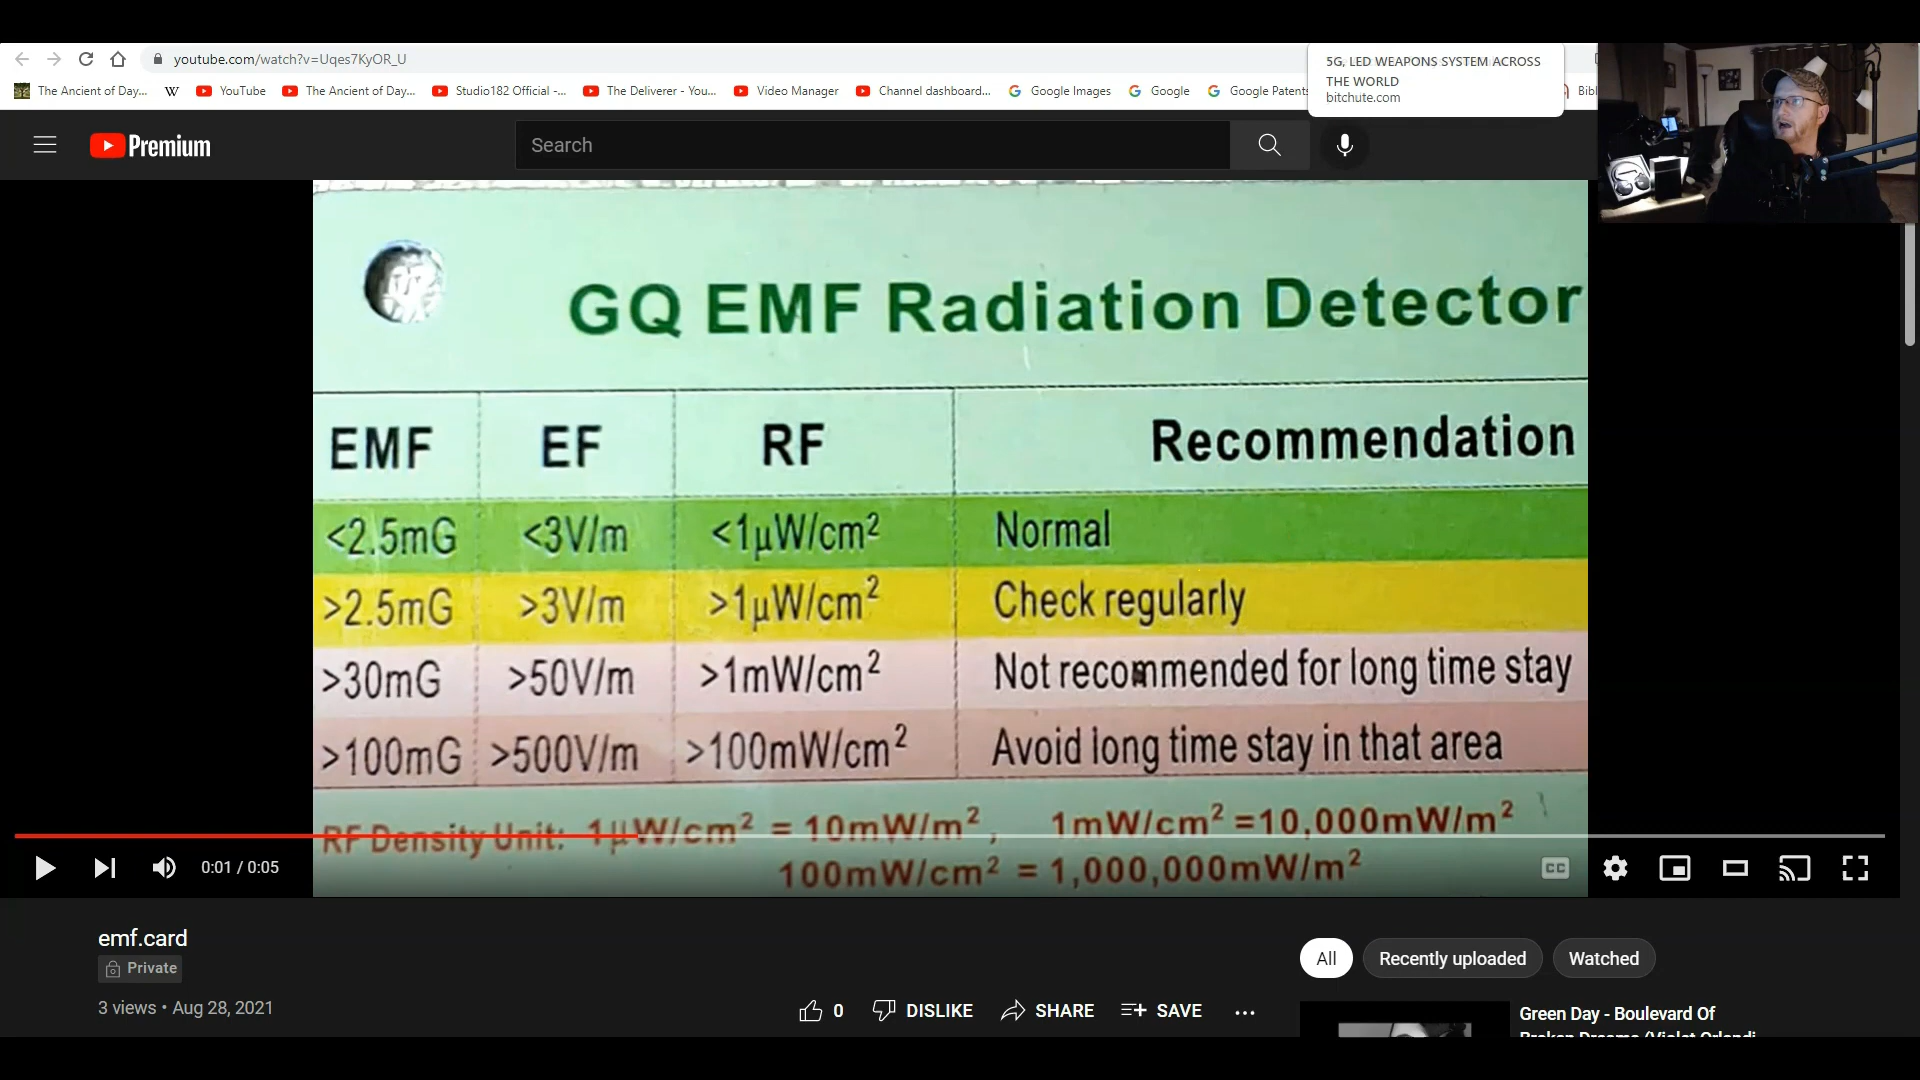 youtube.com/watch?v=Uqes7KyOR_U
5G, LED WEAPONS SYSTEM ACROSS
THE WORLD
bitchute.com
The Ancient of Day... W YouTube The Ancient of Day... Studio182 Official -... The Deliverer - You... Video Manager Channel dashboard... Google Images Google Google Patents Bibl
Premium
Search
GQ EMF Radiation Detector
EMF EF RF Recommendation
<2.5mG <3V/m <1µW/cm² Normal
>2.5mG >3V/m >1µW/cm² Check regularly
>30mG >50V/m >1mW/cm² Not recommended for long time stay
>100mG >500V/m >100mW/cm² Avoid long time stay in that area
RF Density Unit: 1µW/cm² = 10mW/m², 1mW/cm² =10,000mW/m²
100mW/cm² = 1,000,000mW/m²
0:01 / 0:05
CC
emf.card
Private
3 views • Aug 28, 2021
0 DISLIKE SHARE SAVE ...
All Recently uploaded Watched
Green Day - Boulevard Of